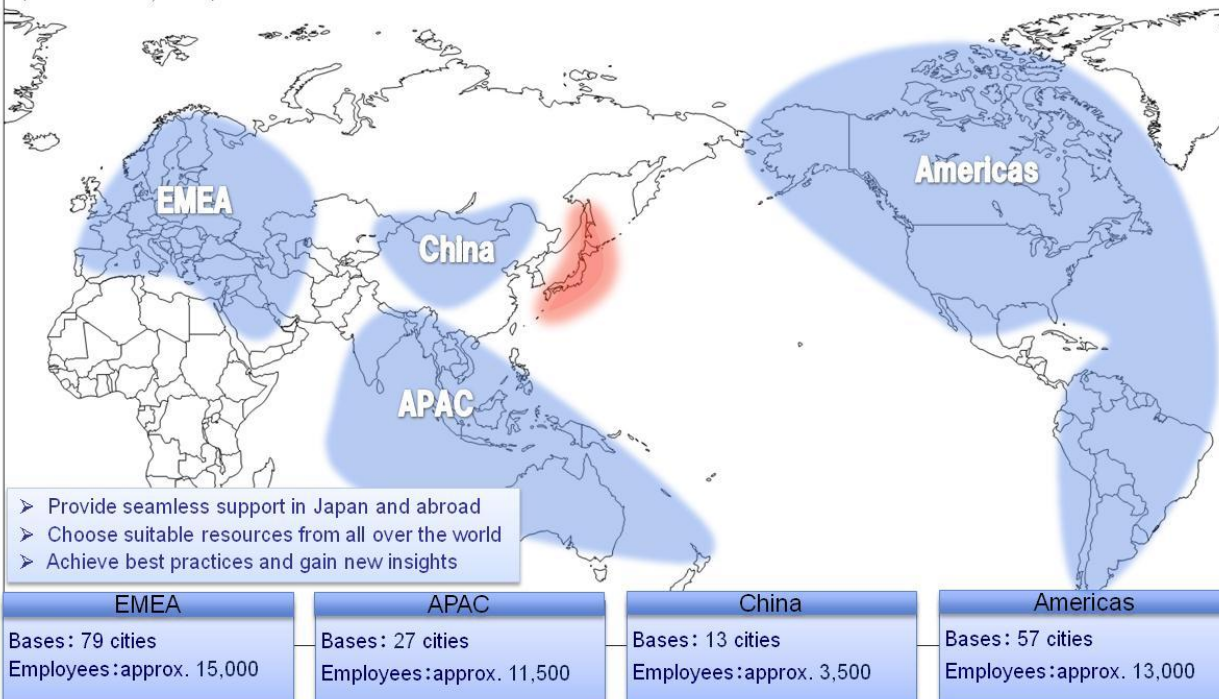 EMEA
China
Americas
APAC
➢ Provide seamless support in Japan and abroad
➢ Choose suitable resources from all over the world
➢ Achieve best practices and gain new insights
EMEA
Bases: 79 cities
Employees:approx. 15,000
APAC
Bases: 27 cities
Employees:approx. 11,500
China
Bases: 13 cities
Employees:approx. 3,500
Americas
Bases: 57 cities
Employees:approx. 13,000